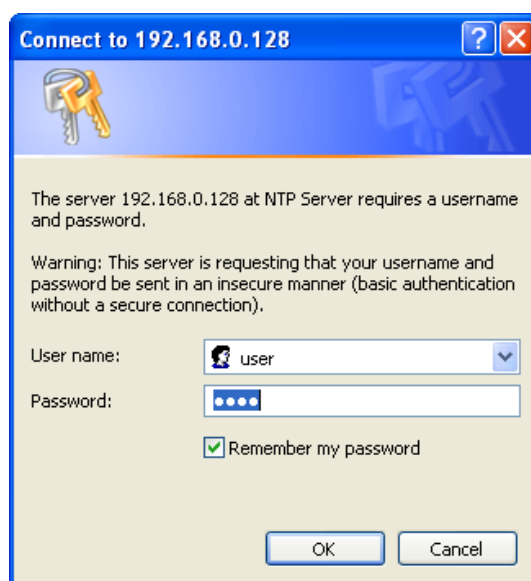 Connect to 192.168.0.128
The server 192.168.0.128 at NTP Server requires a username
and password.
Warning: This server is requesting that your username and
password be sent in an insecure manner (basic authentication
without a secure connection).
User name:
user
Password:
••••
Remember my password
OK
Cancel